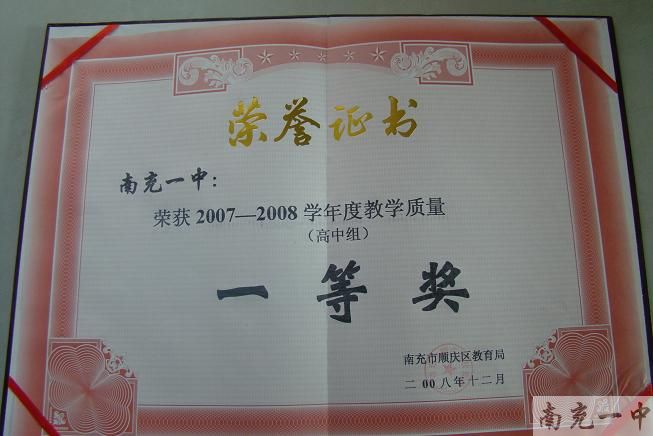 荣誉证书
南充一中：
荣获 2007—2008 学年度教学质量
（高中组）
一等奖
南充市顺庆区教育局
二00八年十二月
南充一中